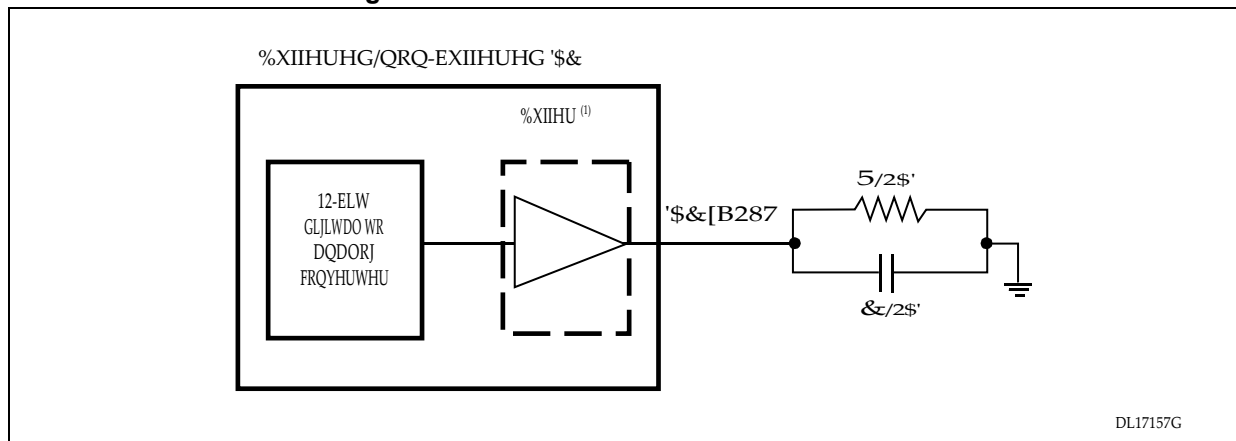 %XIIHUHG/QRQ-EXIIHUHG '$&
%XIIHU (1)
12-ELW
GLJLWDO WR
DQDORJ
FRQYHUWHU
'$&[B287
5/2$'
&/2$'
DL17157G